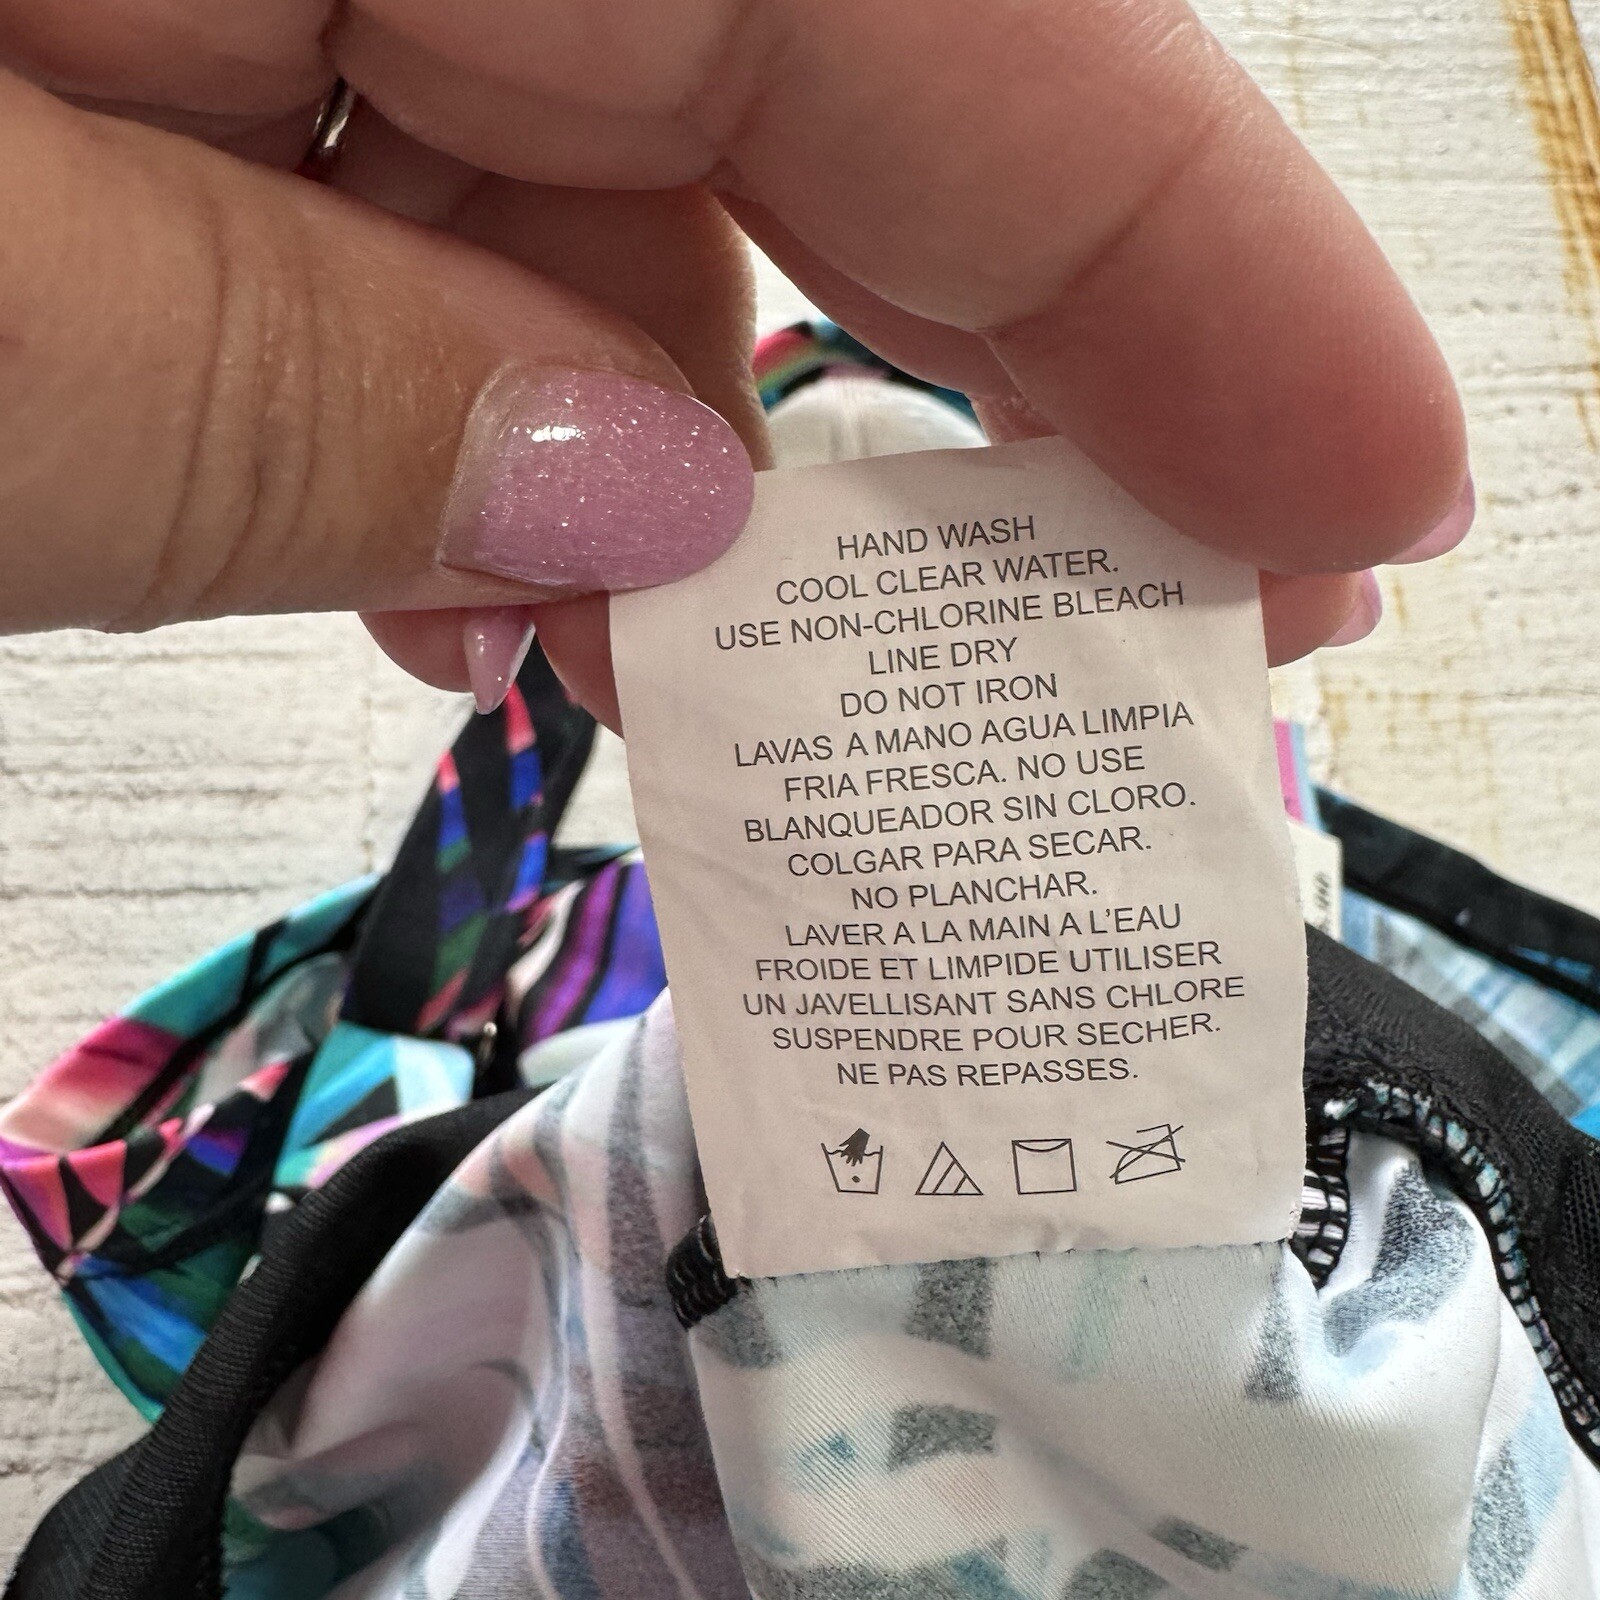 HAND WASH
COOL CLEAR WATER.
USE NON-CHLORINE BLEACH
LINE DRY
DO NOT IRON
LAVAS A MANO AGUA LIMPIA
FRIA FRESCA. NO USE
BLANQUEADOR SIN CLORO.
COLGAR PARA SECAR.
NO PLANCHAR.
LAVER A LA MAIN A L'EAU
FROIDE ET LIMPIDE UTILISER
UN JAVELLISANT SANS CHLORE
SUSPENDRE POUR SECHER.
NE PAS REPASSES.